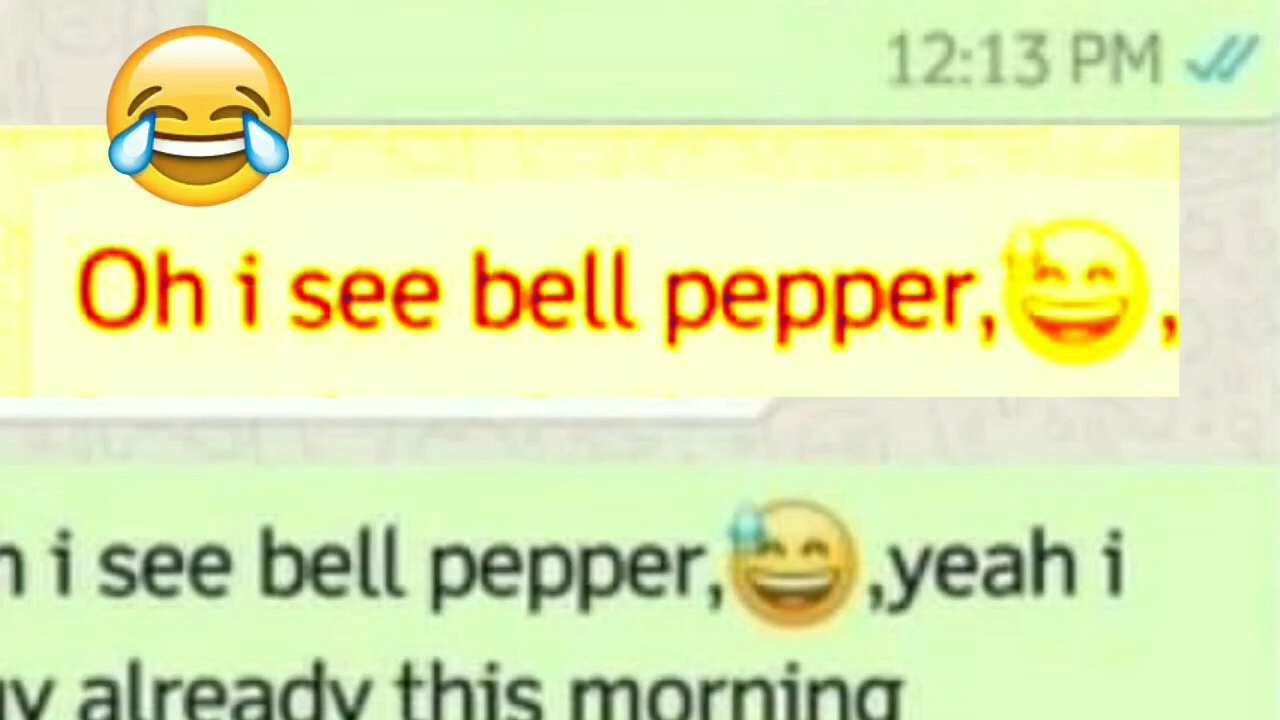 12:13 PM
Oh i see bell pepper,😅,
i see bell pepper,😅,yeah i
already this morning